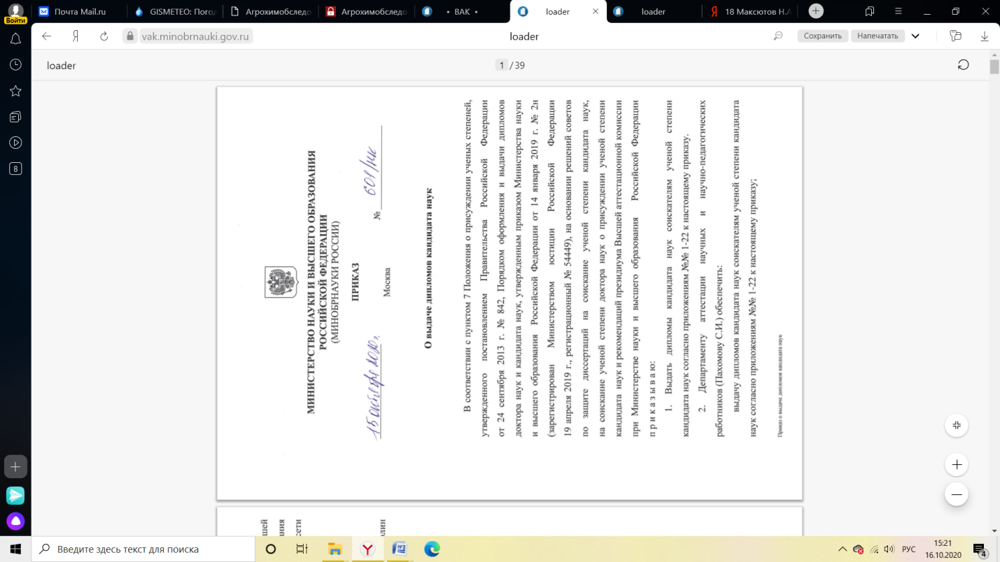 Почта Mail.ru
GISMETEO: Погод
Агрохимобследо
Агрохимобследо
• ВАК •
loader
loader
Я 18 Максютов Н.А
Войти
vak.minobrnauki.gov.ru
loader
Сохранить
Напечатать
loader
1 / 39
8
МИНИСТЕРСТВО НАУКИ И ВЫСШЕГО ОБРАЗОВАНИЯ
РОССИЙСКОЙ ФЕДЕРАЦИИ
(МИНОБРНАУКИ РОССИИ)
ПРИКАЗ
15 октября 2020 г.
№ 601/нк
Москва
О выдаче дипломов кандидата наук
В соответствии с пунктом 7 Положения о присуждении ученых степеней,
утвержденного постановлением Правительства Российской Федерации
от 24 сентября 2013 г. № 842, Порядком оформления и выдачи дипломов
доктора наук и кандидата наук, утвержденным приказом Министерства науки
и высшего образования Российской Федерации от 14 января 2019 г. № 2н
(зарегистрирован Министерством юстиции Российской Федерации
19 апреля 2019 г., регистрационный № 54449), на основании решений советов
по защите диссертаций на соискание ученой степени кандидата наук,
на соискание ученой степени доктора наук о присуждении ученой степени
кандидата наук и рекомендаций президиума Высшей аттестационной комиссии
при Министерстве науки и высшего образования Российской Федерации
п р и к а з ы в а ю:
1. Выдать дипломы кандидата наук соискателям ученой степени
кандидата наук согласно приложениям №№ 1-22 к настоящему приказу.
2. Департаменту аттестации научных и научно-педагогических
работников (Пахомову С.И.) обеспечить:
выдачу дипломов кандидата наук соискателям ученой степени кандидата
наук согласно приложениям №№ 1-22 к настоящему приказу;
Приказ о выдаче дипломов кандидата наук
шей
ания
сети
олин
Введите здесь текст для поиска
РУС
15:21
16.10.2020
4